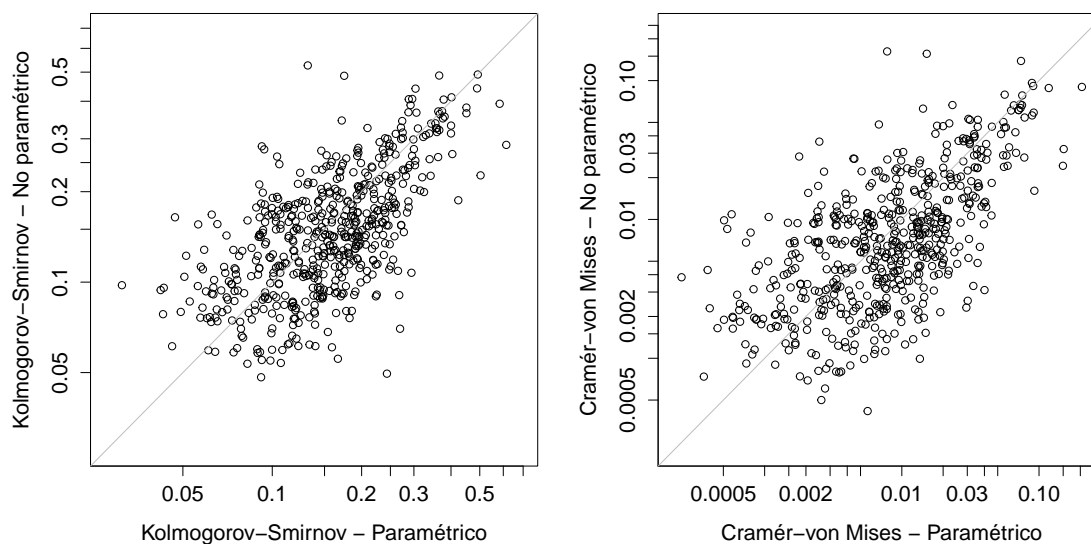 Kolmogorov−Smirnov − No paramétrico
0.5
0.3
0.2
0.1
0.05
0.05 0.1 0.2 0.3 0.5
Kolmogorov−Smirnov − Paramétrico
Cramér−von Mises − No paramétrico
0.10
0.03
0.01
0.002
0.0005
0.0005 0.002 0.01 0.03 0.10
Cramér−von Mises − Paramétrico